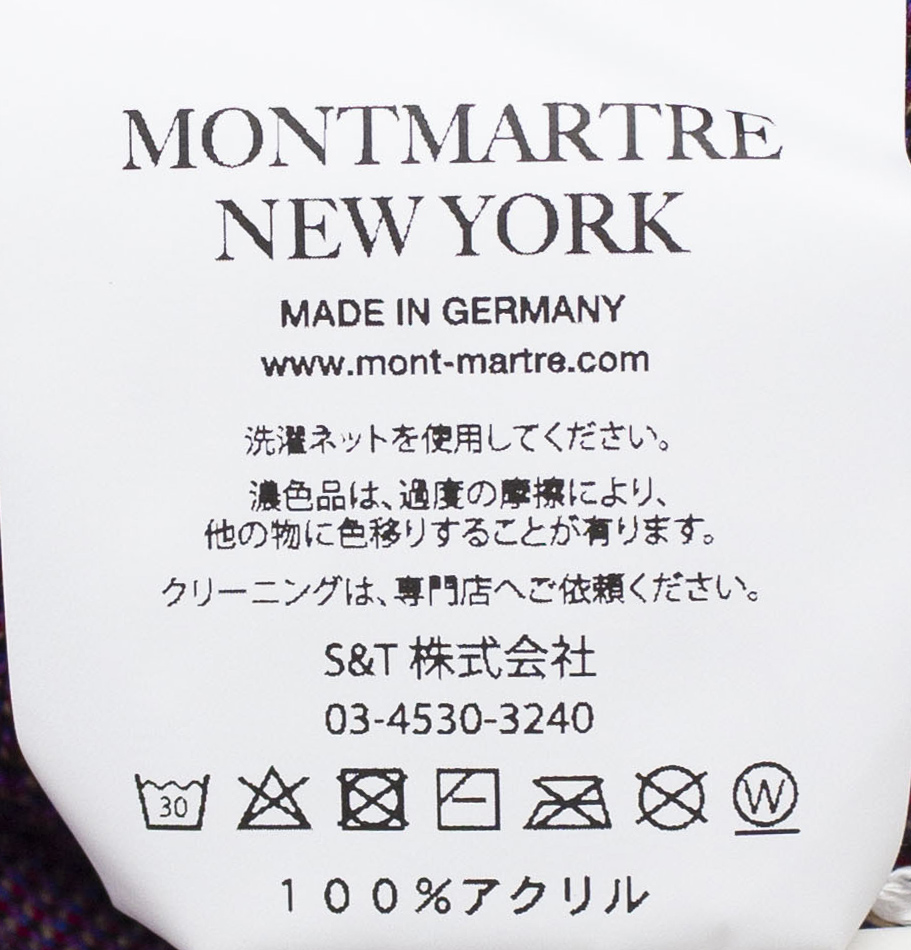 MONTMARTRE
NEW YORK
MADE IN GERMANY
www.mont-martre.com
洗濯ネットを使用してください。
濃色品は、過度の摩擦により、
他の物に色移りすることが有ります。
クリーニングは、専門店へご依頼ください。
S&T 株式会社
03-4530-3240
30 W
100%アクリル